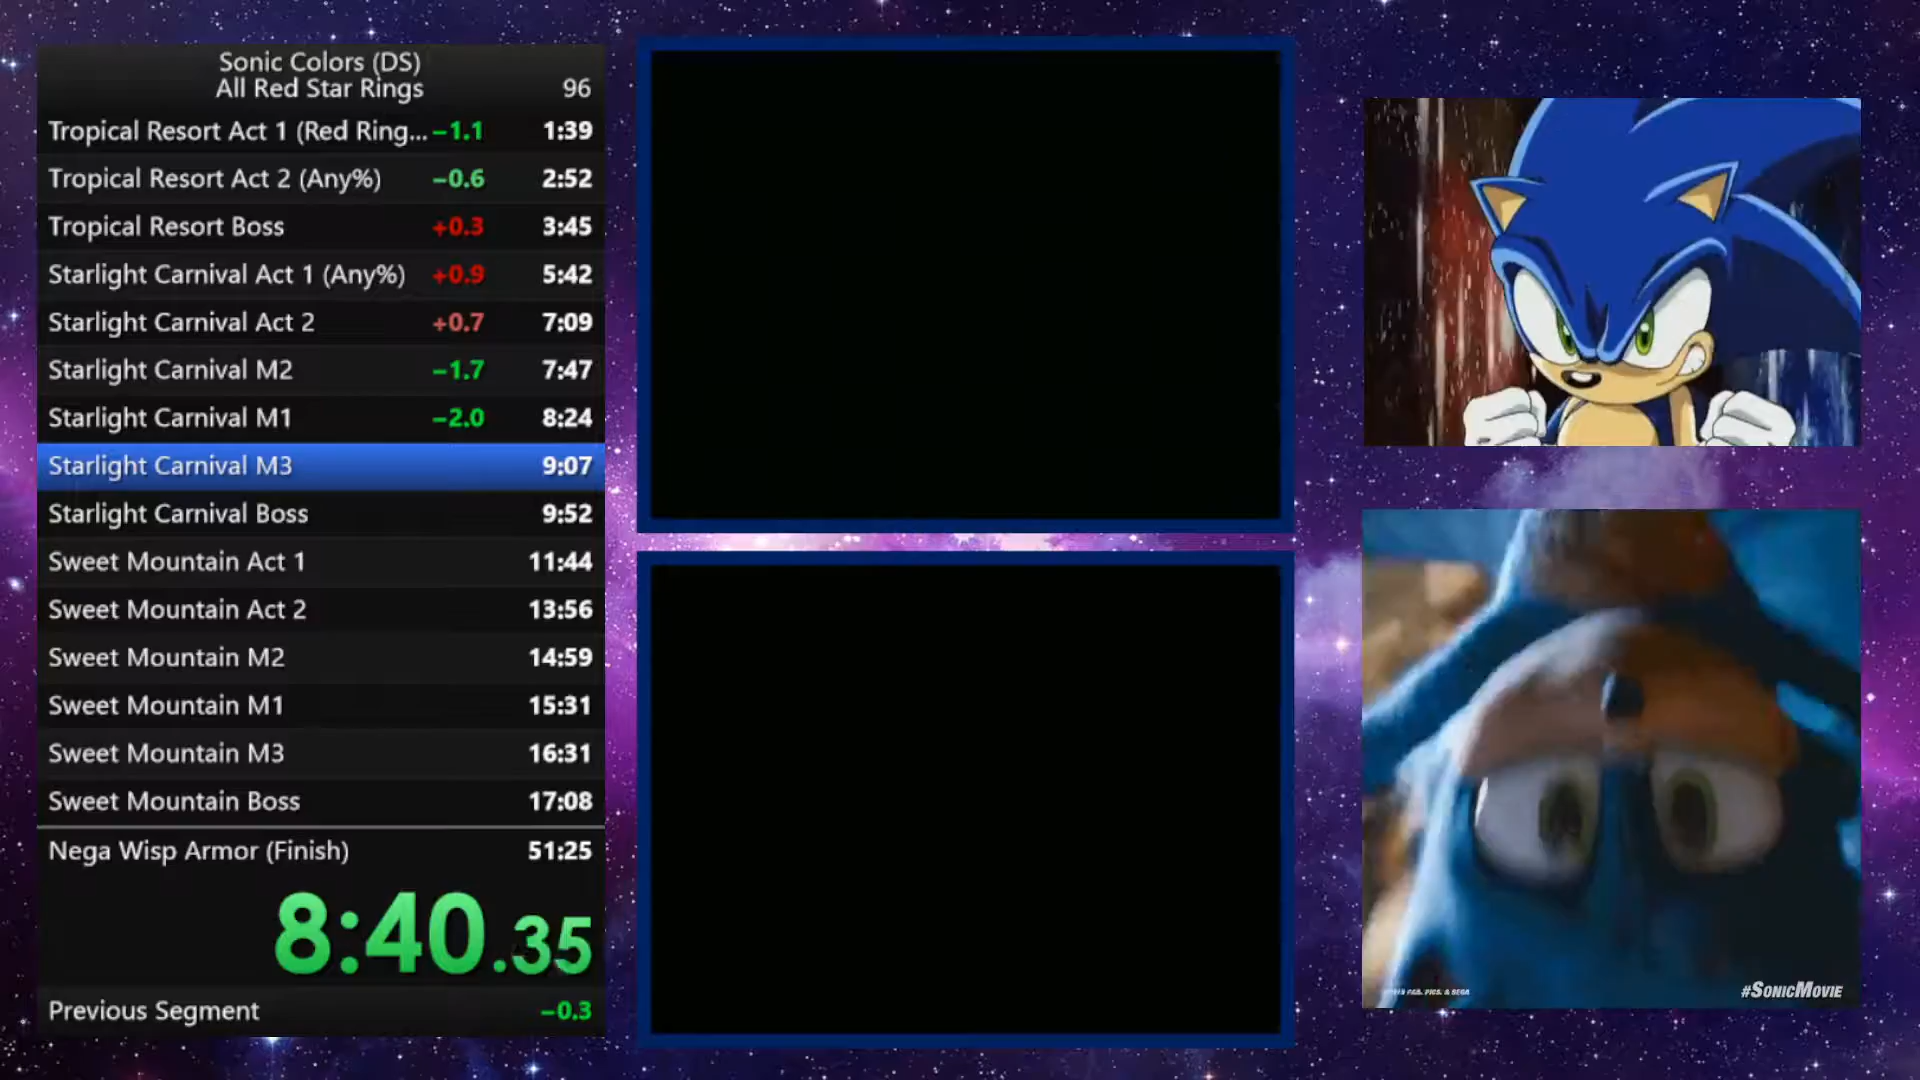 Sonic Colors (DS)
All Red Star Rings 96
Tropical Resort Act 1 (Red Ring... −1.1 1:39
Tropical Resort Act 2 (Any%) −0.6 2:52
Tropical Resort Boss +0.3 3:45
Starlight Carnival Act 1 (Any%) +0.9 5:42
Starlight Carnival Act 2 +0.7 7:09
Starlight Carnival M2 −1.7 7:47
Starlight Carnival M1 −2.0 8:24
Starlight Carnival M3 9:07
Starlight Carnival Boss 9:52
Sweet Mountain Act 1 11:44
Sweet Mountain Act 2 13:56
Sweet Mountain M2 14:59
Sweet Mountain M1 15:31
Sweet Mountain M3 16:31
Sweet Mountain Boss 17:08
Nega Wisp Armor (Finish) 51:25
8:40.35
Previous Segment −0.3
PICS. & SEGA
#SONICMOVIE